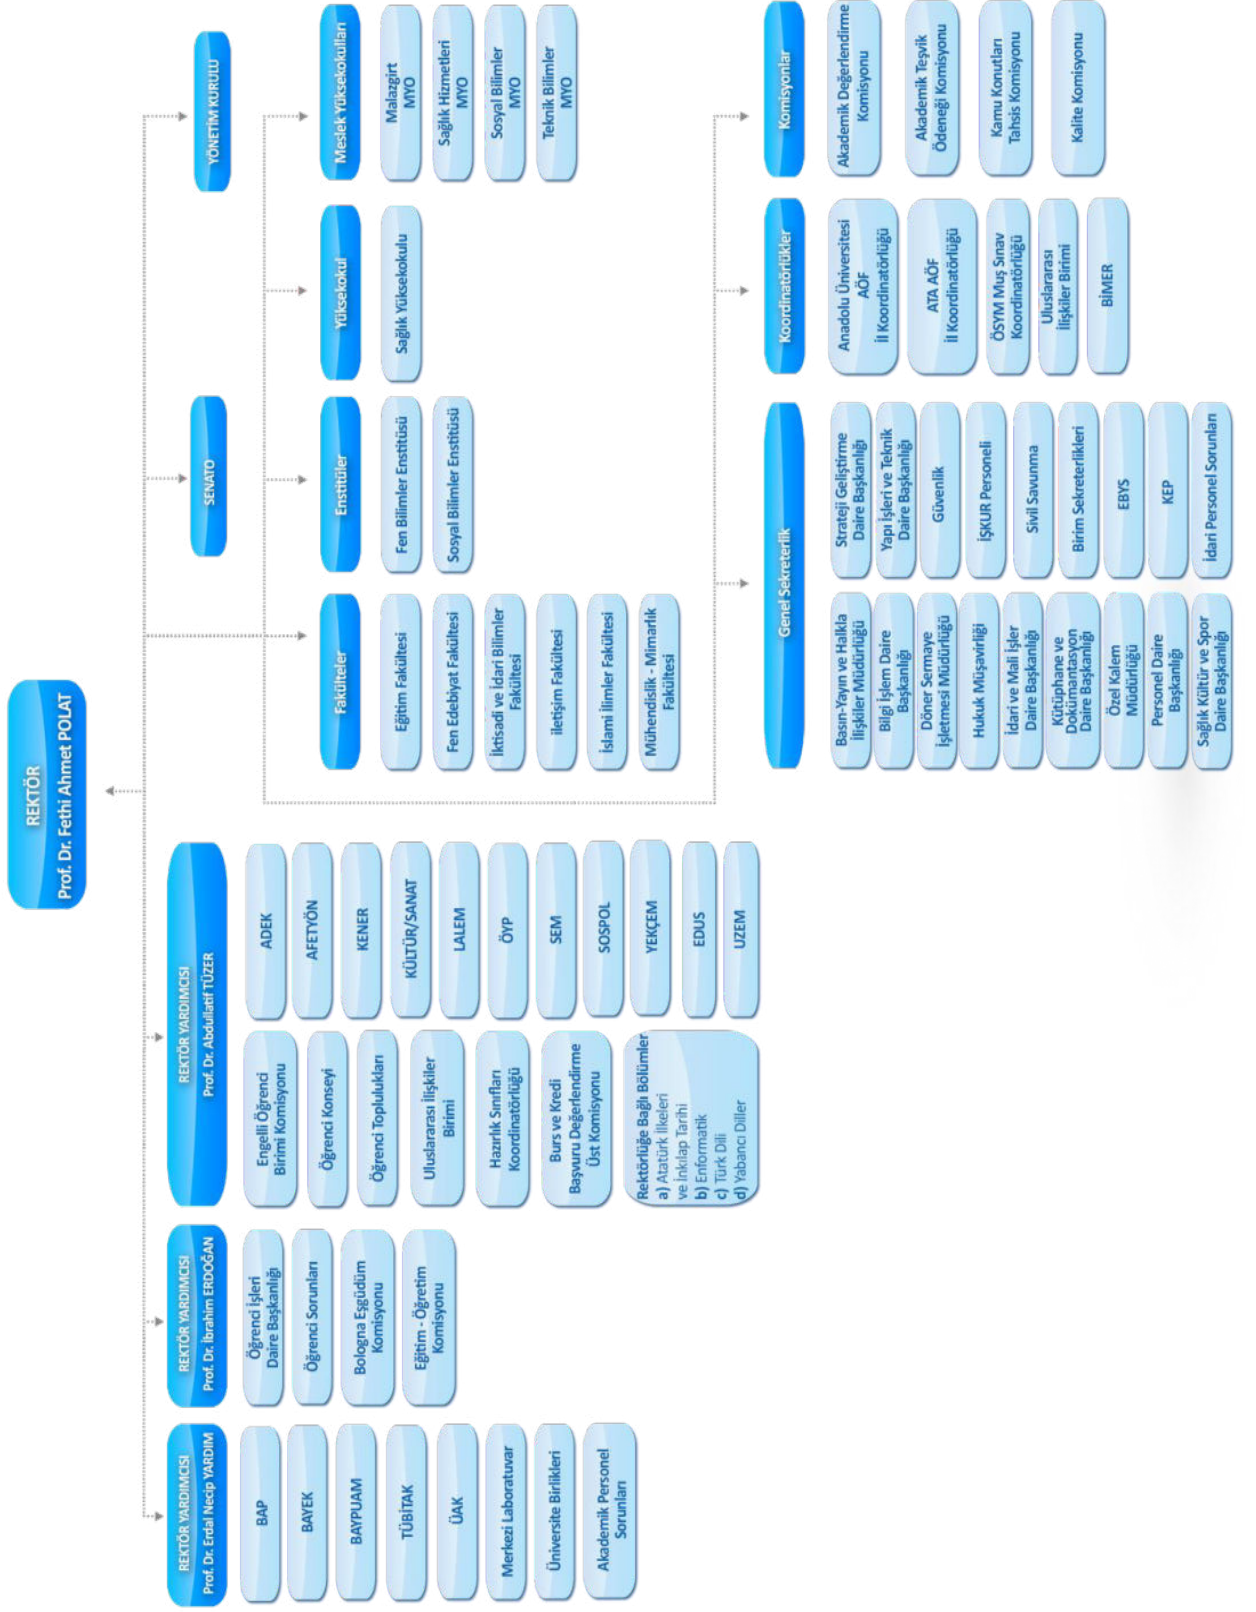 REKTÖR
Prof. Dr. Fethi Ahmet POLAT
REKTÖR YARDIMCISI
Prof. Dr. Erdal Necip YARDIM
BAP
BAYEK
BAYPUAM
TÜBİTAK
ÜAK
Merkezi Laboratuvar
Üniversite Birlikleri
Akademik Personel
Sorunları
REKTÖR YARDIMCISI
Prof. Dr. İbrahim ERDOĞAN
Öğrenci İşleri
Daire Başkanlığı
Öğrenci Sorunları
Bologna Eşgüdüm
Komisyonu
Eğitim - Öğretim
Komisyonu
REKTÖR YARDIMCISI
Prof. Dr. Abdullatif TÜZER
Engelli Öğrenci
Birimi Komisyonu
Öğrenci Konseyi
Öğrenci Toplulukları
Uluslararası İlişkiler
Birimi
Hazırlık Sınıfları
Koordinatörlüğü
Burs ve Kredi
Başvuru Değerlendirme
Üst Komisyonu
Rektörlüğe Bağlı Bölümler
a) Atatürk İlkeleri
ve İnkılap Tarihi
b) Enformatik
c) Türk Dili
d) Yabancı Diller
ADEK
AFETYÖN
KENER
KÜLTÜR/SANAT
LALEM
ÖYP
SEM
SOSPOL
YEKÇEM
EDUS
UZEM
SENATO
YÖNETİM KURULU
Fakülteler
Eğitim Fakültesi
Fen Edebiyat Fakültesi
İktisadi ve İdari Bilimler
Fakültesi
iletişim Fakültesi
İslami ilimler Fakültesi
Mühendislik - Mimarlık
Fakültesi
Enstitüler
Fen Bilimler Enstitüsü
Sosyal Bilimler Enstitüsü
Yüksekokul
Sağlık Yüksekokulu
Meslek Yüksekokulları
Malazgirt
MYO
Sağlık Hizmetleri
MYO
Sosyal Bilimler
MYO
Teknik Bilimler
MYO
Genel Sekreterlik
Basın-Yayın ve Halkla
İlişkiler Müdürlüğü
Bilgi İşlem Daire
Başkanlığı
Döner Sermaye
İşletmesi Müdürlüğü
Hukuk Müşavirliği
İdari ve Mali İşler
Daire Başkanlığı
Kütüphane ve
Dokümantasyon
Daire Başkanlığı
Özel Kalem
Müdürlüğü
Personel Daire
Başkanlığı
Sağlık Kültür ve Spor
Daire Başkanlığı
Strateji Geliştirme
Daire Başkanlığı
Yapı İşleri ve Teknik
Daire Başkanlığı
Güvenlik
İŞKUR Personeli
Sivil Savunma
Birim Sekreterlikleri
EBYS
KEP
İdari Personel Sorunları
Koordinatörlükler
Anadolu Üniversitesi
AÖF
il Koordinatörlüğü
ATA AÖF
il Koordinatörlüğü
ÖSYM Muş Sınav
Koordinatörlüğü
Uluslararası
İlişkiler Birimi
BİMER
Komisyonlar
Akademik Değerlendirme
Komisyonu
Akademik Teşvik
Ödeneği Komisyonu
Kamu Konutları
Tahsis Komisyonu
Kalite Komisyonu